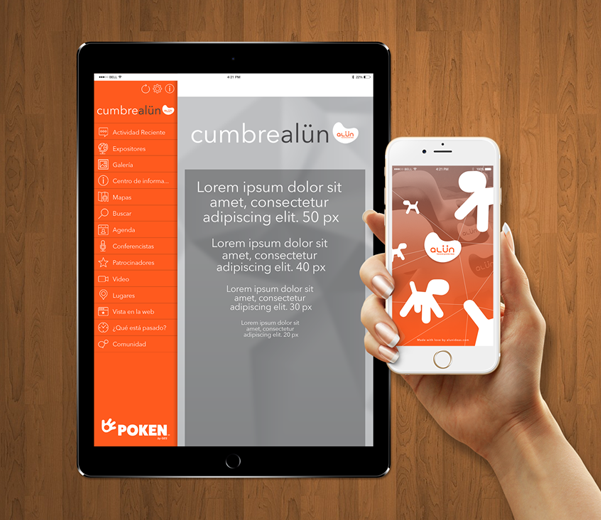 BELL
4:21 PM
22%
cumbrealün
Actividad Reciente
Expositores
Galería
Centro de informa...
Mapas
Buscar
Agenda
Conferencistas
Patrocinadores
Video
Lugares
Vista en la web
¿Qué está pasado?
Comunidad
POKEN
cumbrealün
alün
Lorem ipsum dolor sit
amet, consectetur
adipiscing elit. 50 px
Lorem ipsum dolor sit
amet, consectetur
adipiscing elit. 40 px
Lorem ipsum dolor sit
amet, consectetur
adipiscing elit. 30 px
Lorem ipsum dolor sit
amet, consectetur
adipiscing elit. 20 px
alün